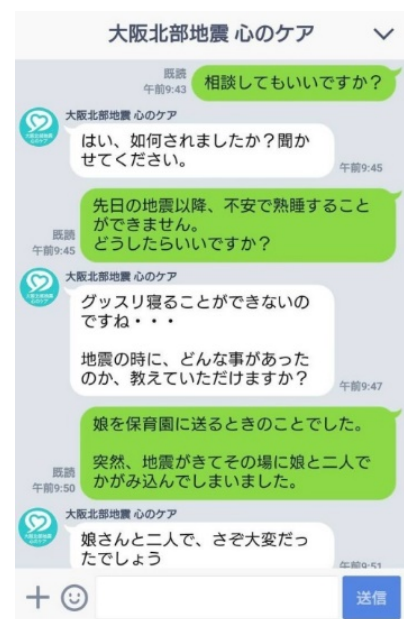 大阪北部地震 心のケア
既読
午前9:43
相談してもいいですか？
大阪北部地震 心のケア
はい、如何されましたか？聞か
せてください。
午前9:45
先日の地震以降、不安で熟睡すること
ができません。
どうしたらいいですか？
既読
午前9:45
大阪北部地震 心のケア
グッスリ寝ることができないの
ですね・・・
地震の時に、どんな事があった
のか、教えていただけますか？
午前9:47
娘を保育園に送るときのことでした。
突然、地震がきてその場に娘と二人で
かがみ込んでしまいました。
既読
午前9:50
大阪北部地震 心のケア
娘さんと二人で、さぞ大変だっ
たでしょう
午前9:51
送信